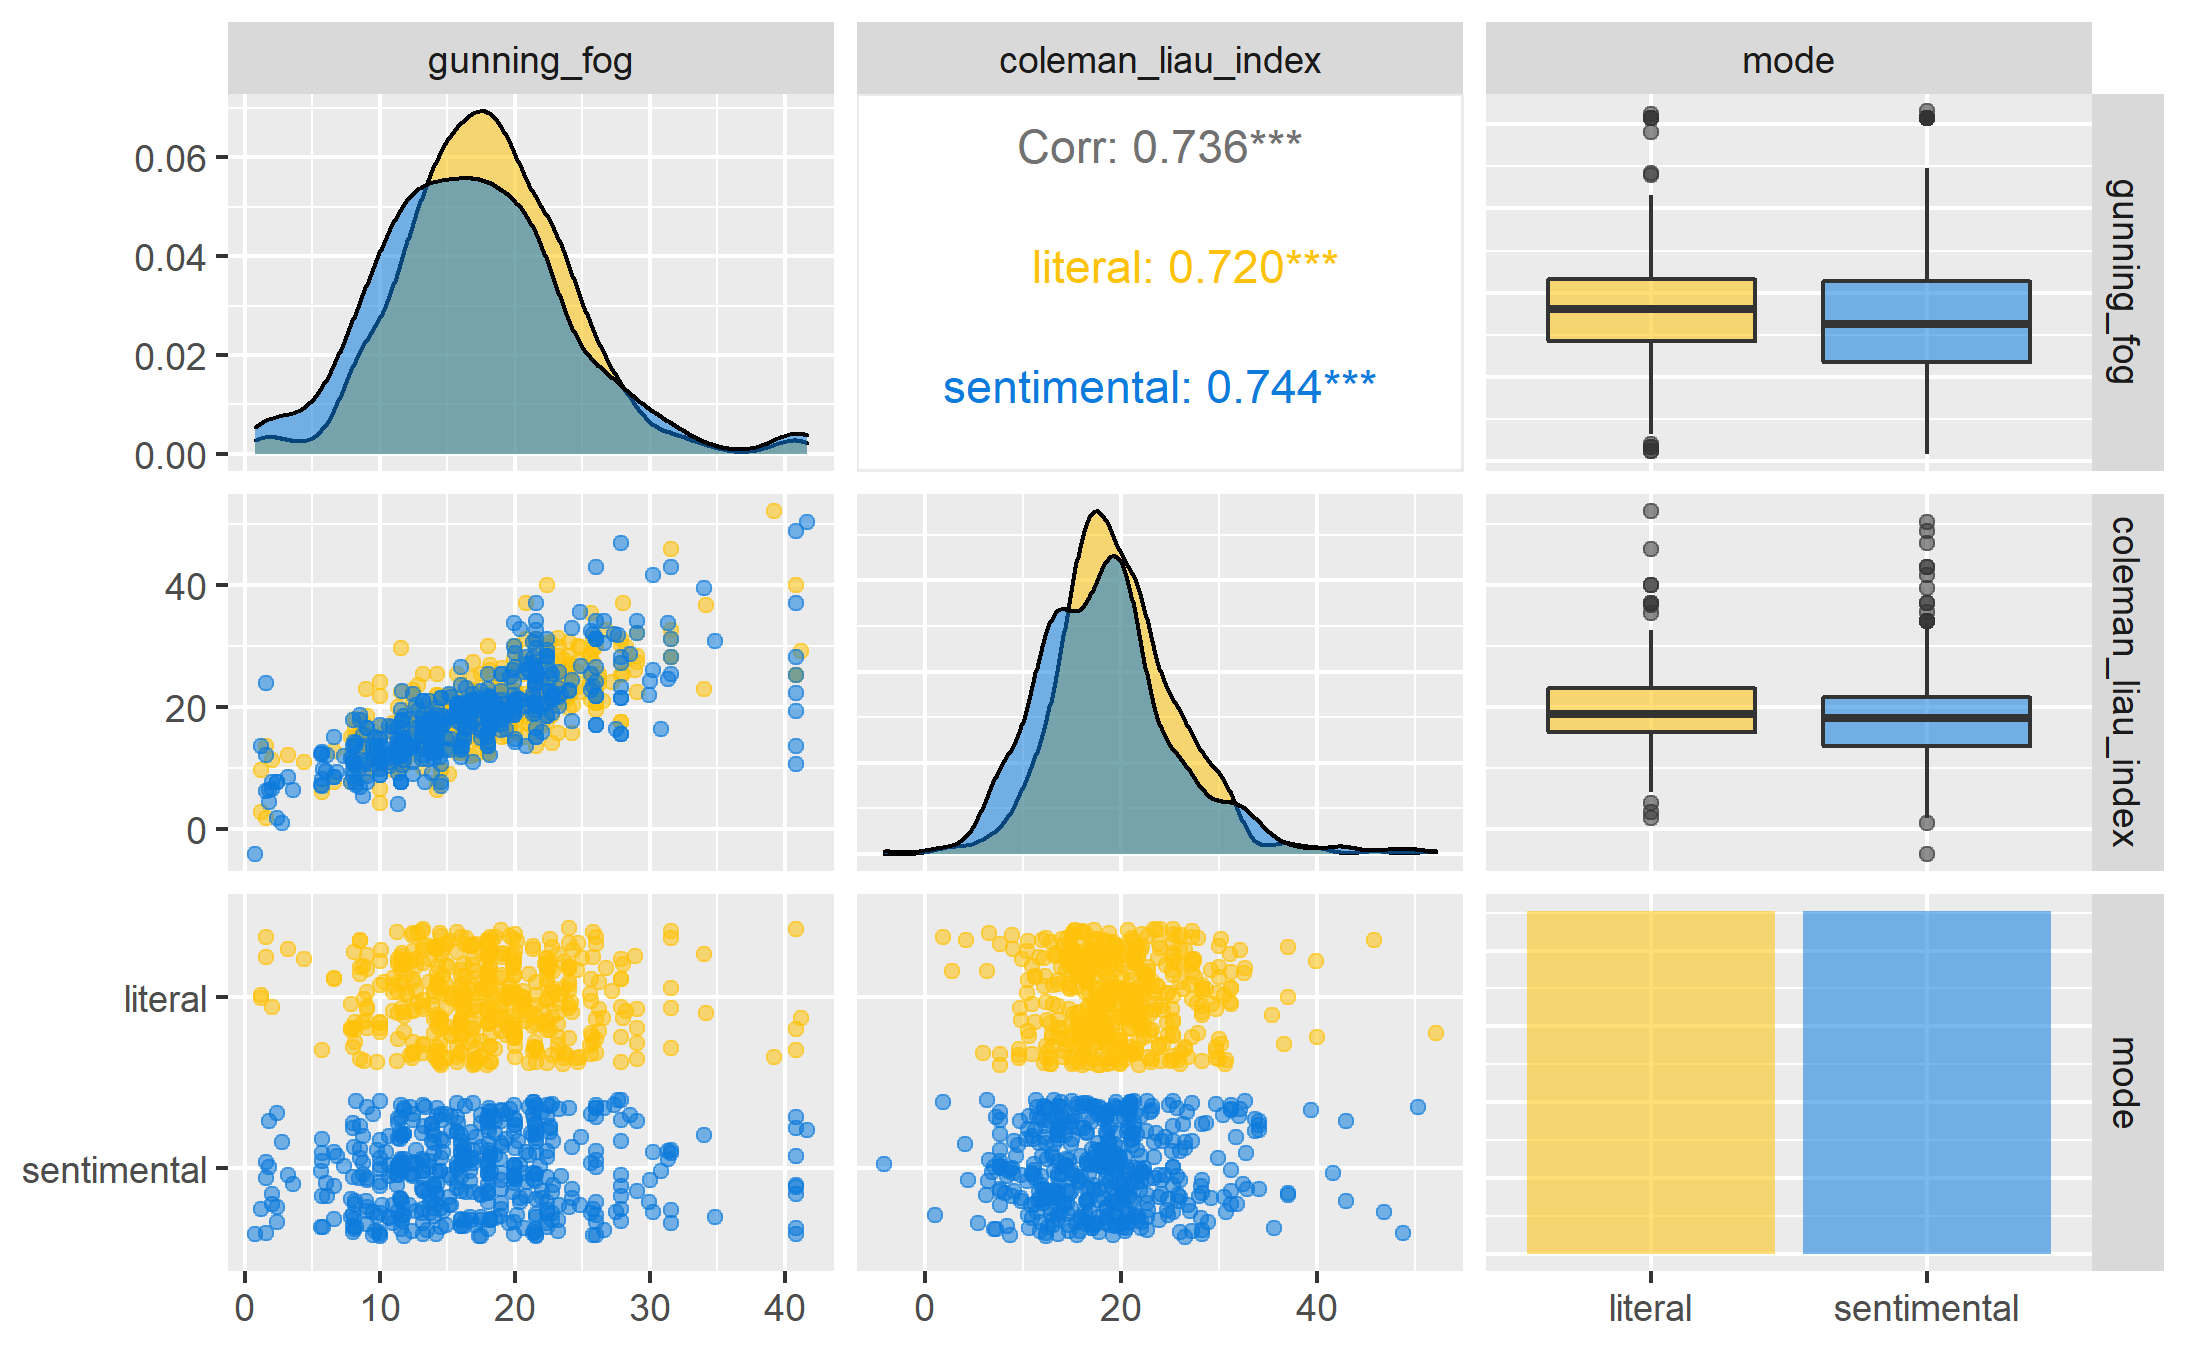 gunning_fog
coleman_liau_index
mode
0.06
0.04
0.02
0.00
Corr: 0.736***
literal: 0.720***
sentimental: 0.744***
gunning_fog
40
20
0
coleman_liau_index
literal
sentimental
mode
0 10 20 30 40
0 20 40
literal sentimental